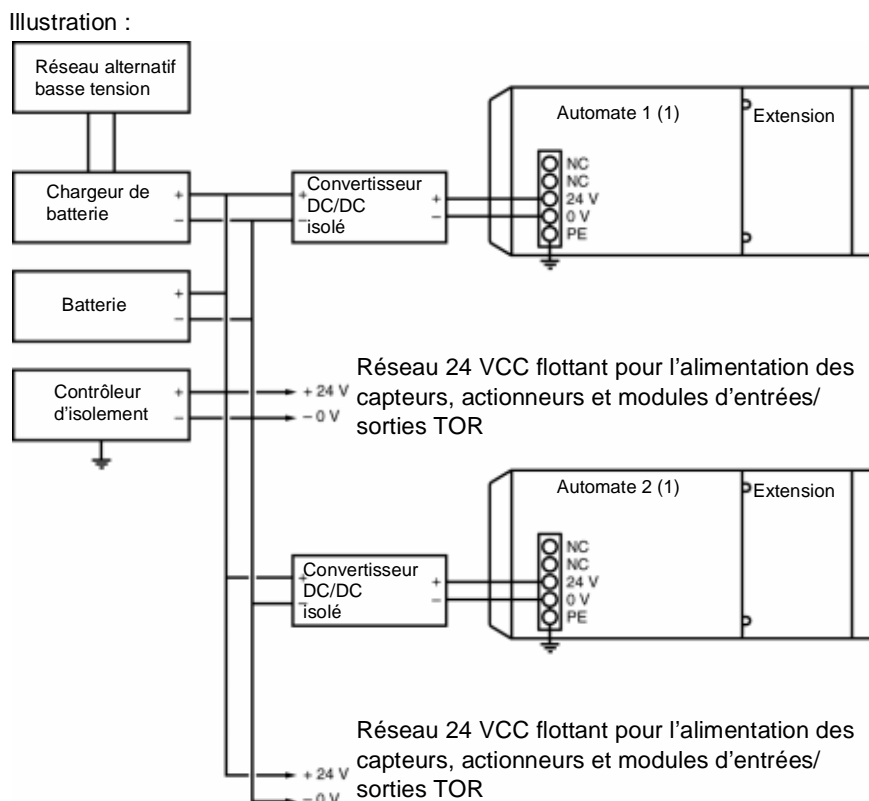 Illustration :
Réseau alternatif
basse tension
Automate 1 (1)
Extension
Chargeur de
batterie
+
–
Convertisseur
DC/DC
isolé
+
–
+
–
NC
NC
24 V
0 V
PE
Batterie
+
–
Contrôleur
d'isolement
+
–
+ 24 V
– 0 V
Réseau 24 VCC flottant pour l’alimentation des
capteurs, actionneurs et modules d’entrées/
sorties TOR
Automate 2 (1)
Extension
Convertisseur
DC/DC
isolé
+
–
+
–
NC
NC
24 V
0 V
PE
Réseau 24 VCC flottant pour l’alimentation des
capteurs, actionneurs et modules d’entrées/
sorties TOR
+ 24 V
– 0 V